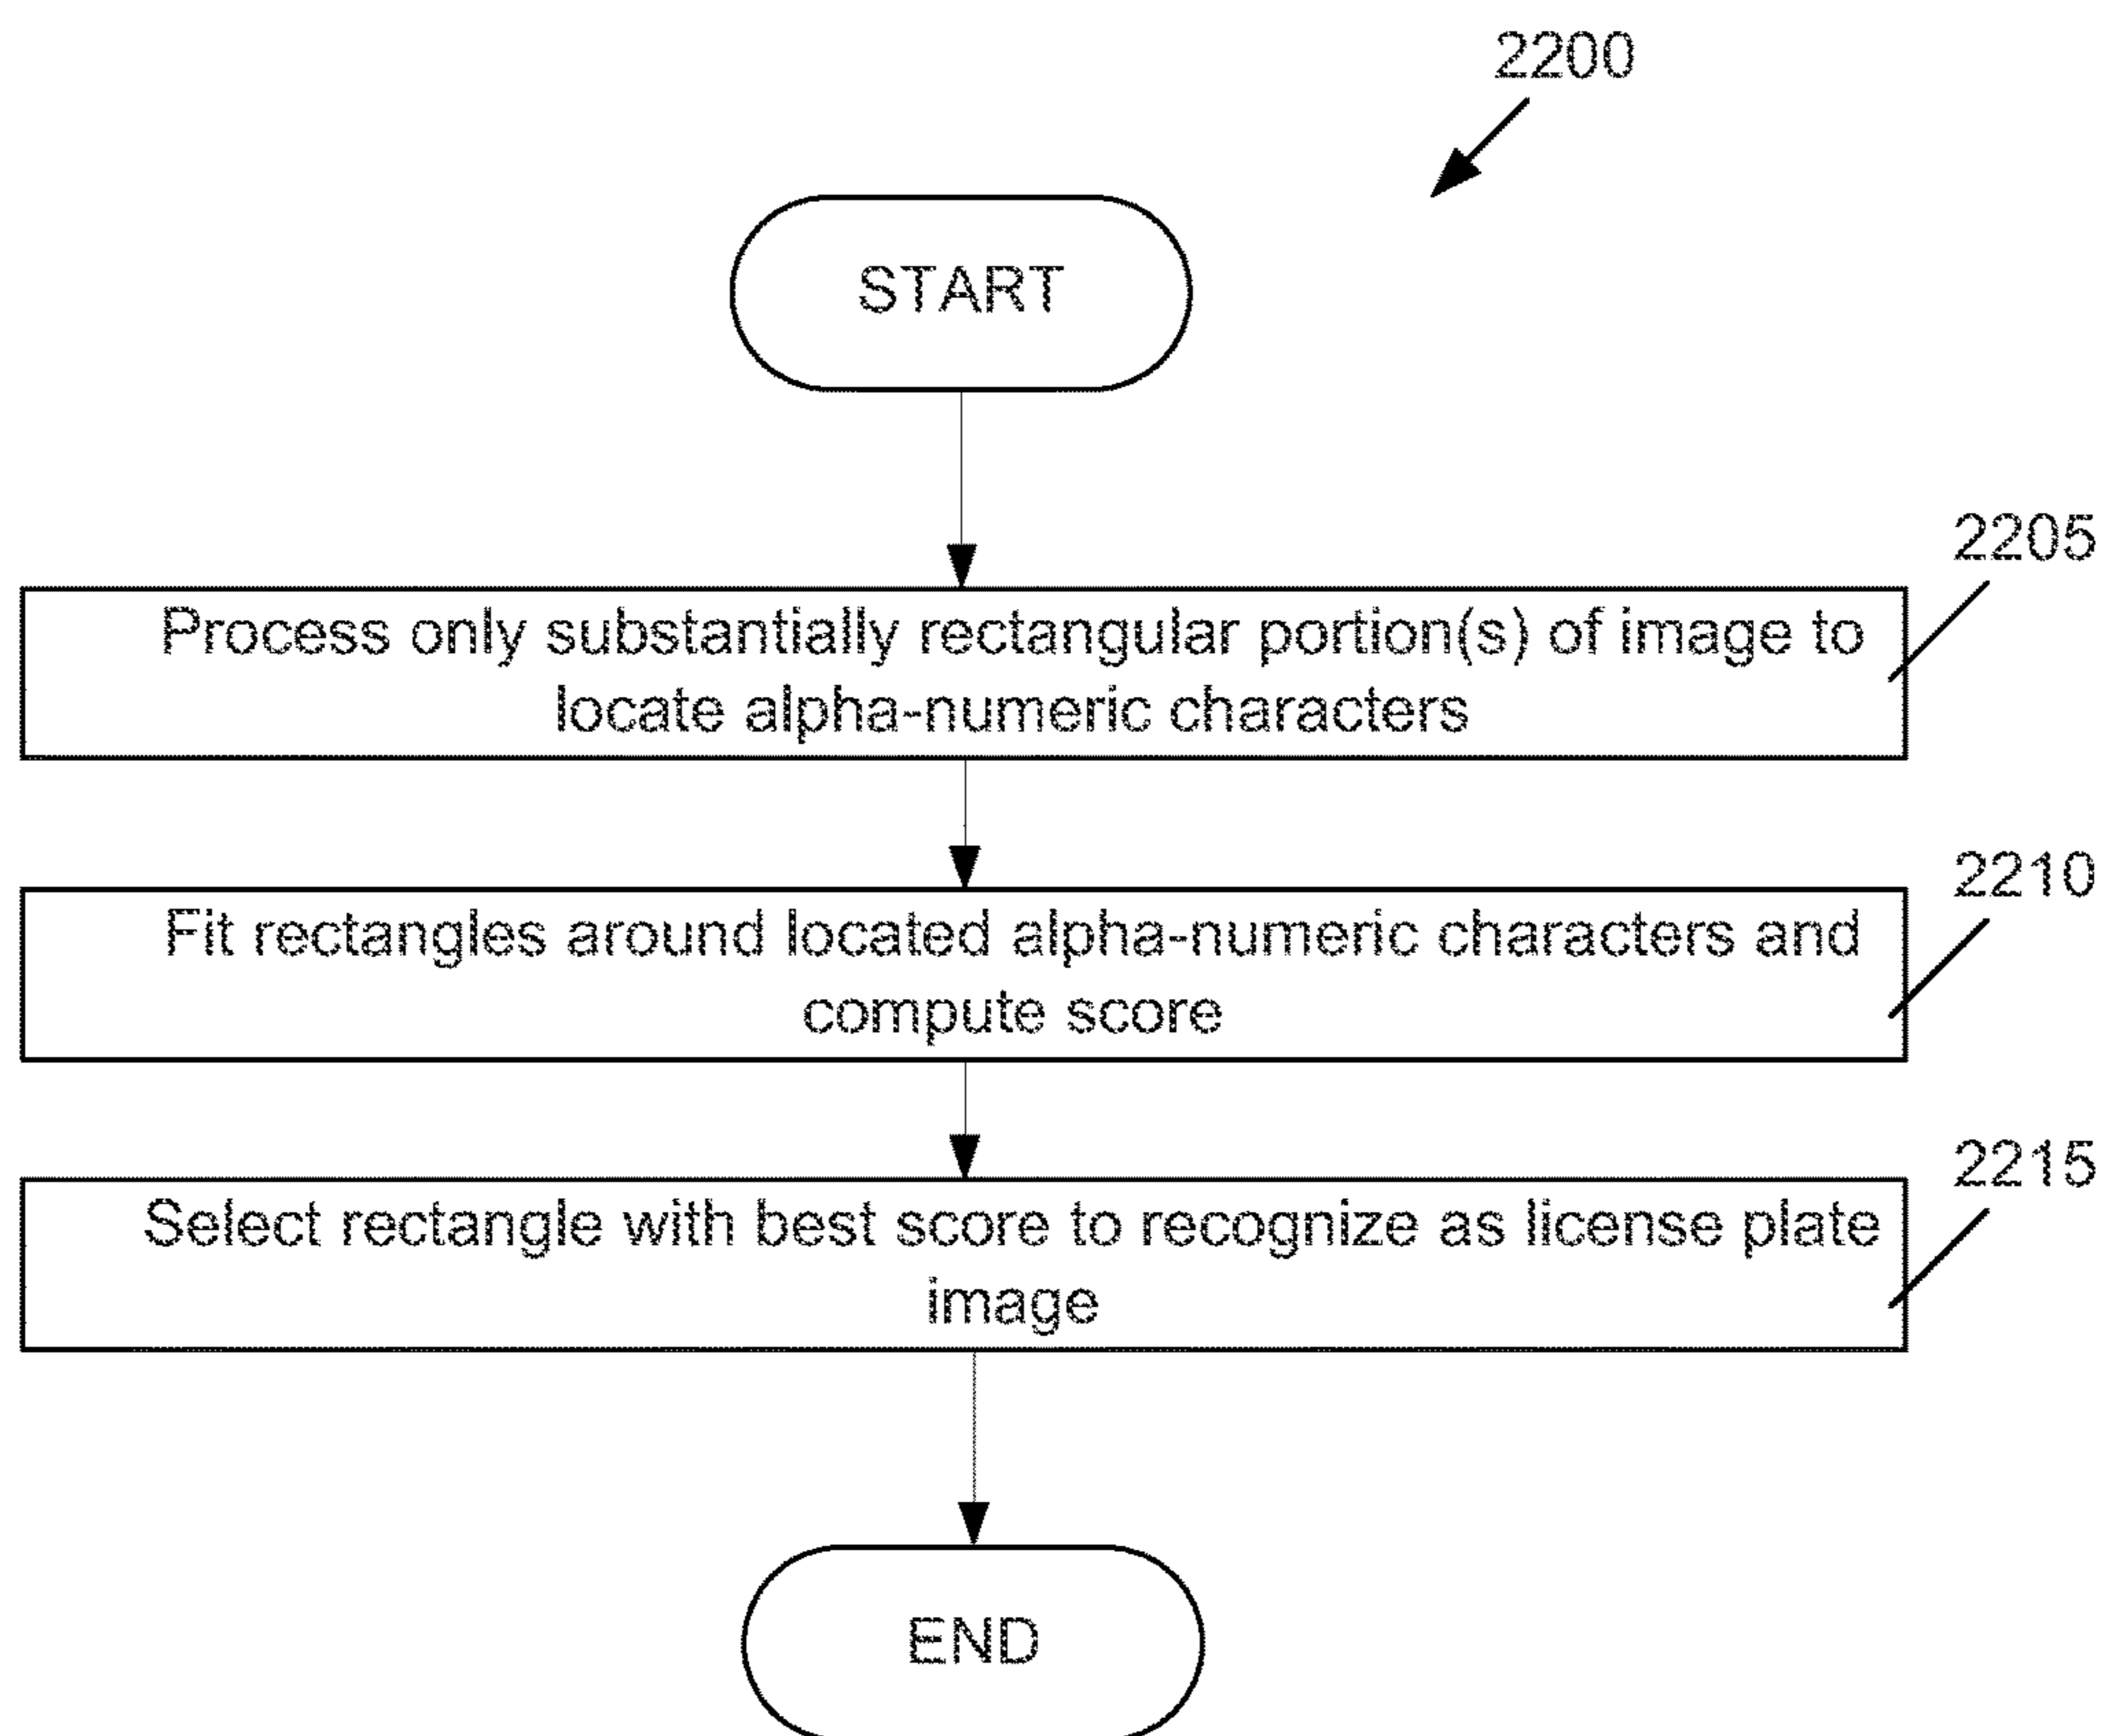 2200
START
2205
Process only substantially rectangular portion(s) of image to
locate alpha-numeric characters
2210
Fit rectangles around located alpha-numeric characters and
compute score
2215
Select rectangle with best score to recognize as license plate
image
END